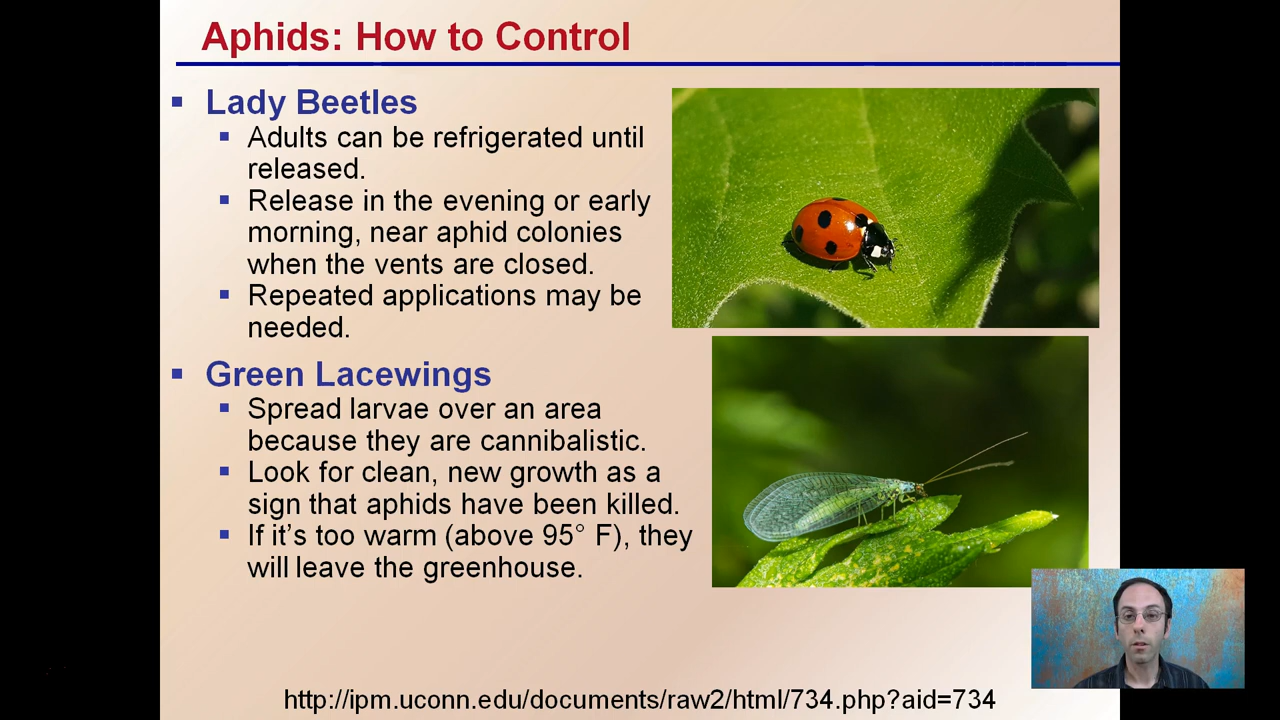 Aphids: How to Control
Lady Beetles
Adults can be refrigerated until
released.
Release in the evening or early
morning, near aphid colonies
when the vents are closed.
Repeated applications may be
needed.
Green Lacewings
Spread larvae over an area
because they are cannibalistic.
Look for clean, new growth as a
sign that aphids have been killed.
If it’s too warm (above 95° F), they
will leave the greenhouse.
http://ipm.uconn.edu/documents/raw2/html/734.php?aid=734